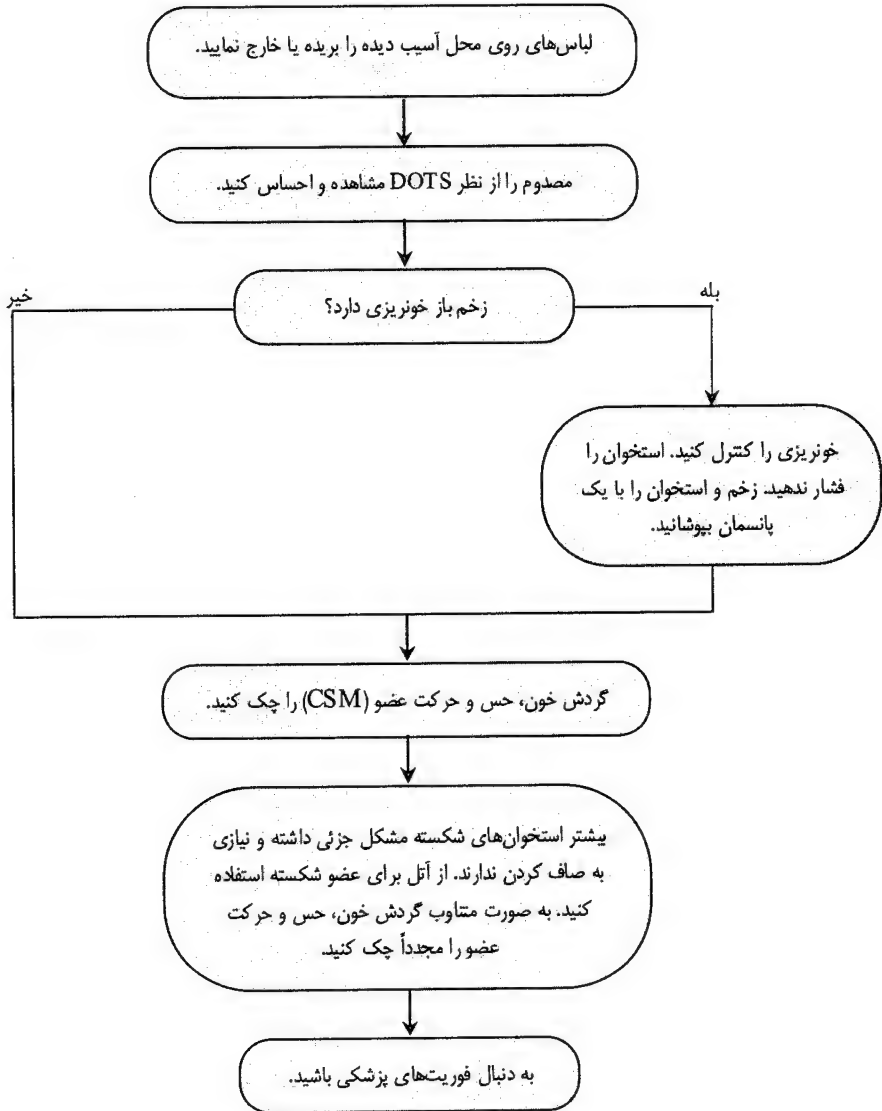 لباس‌های روی محل آسیب دیده را بریده یا خارج نمایید.
مصدوم را از نظر DOTS مشاهده و احساس کنید.
زخم باز خونریزی دارد؟
بله
خیر
خونریزی را کنترل کنید. استخوان را
فشار ندهید. زخم و استخوان را با یک
پانسمان بپوشانید.
گردش خون، حس و حرکت عضو (CSM) را چک کنید.
بیشتر استخوان‌های شکسته مشکل جزئی داشته و نیازی
به صاف کردن ندارند. از آتل برای عضو شکسته استفاده
کنید. به صورت متناوب گردش خون، حس و حرکت
عضو را مجدداً چک کنید.
به دنبال فوریت‌های پزشکی باشید.